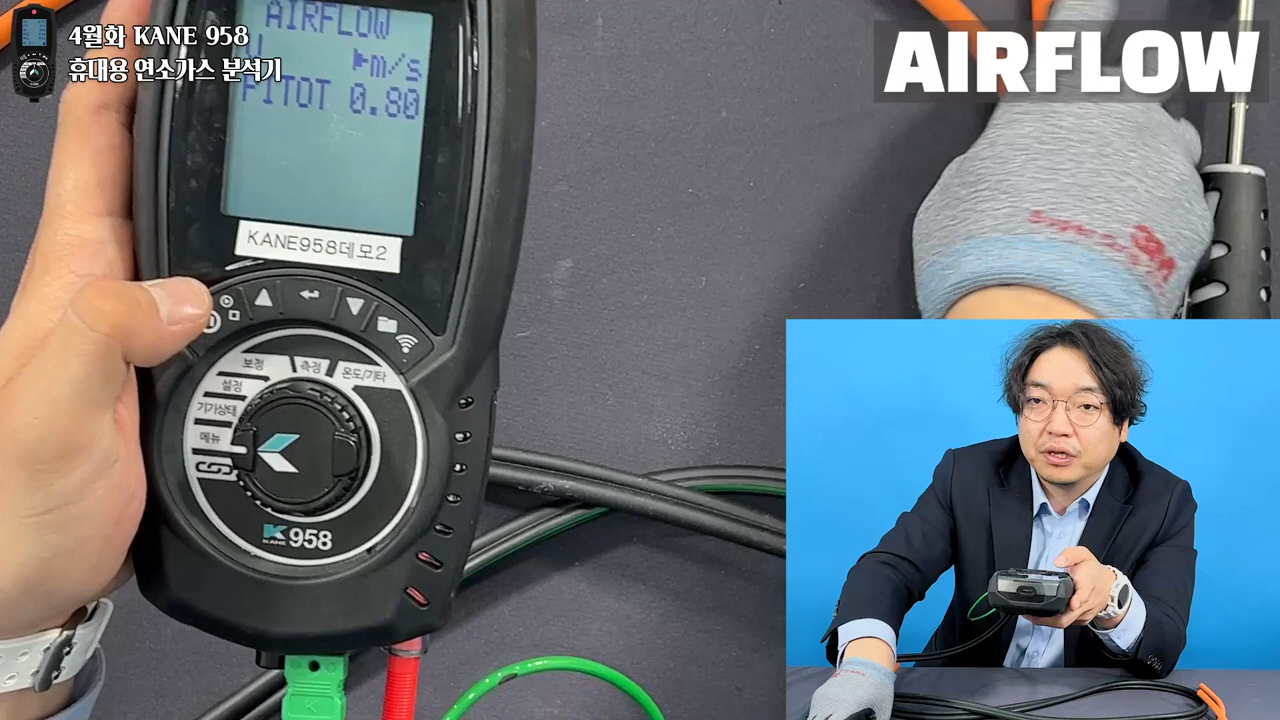 4월화 KANE 958
휴대용 연소가스 분석기
AIRFLOW
AIRFLOW
m/s
PITOT 0.80
KANE958데모2
보정
측정
온도/기타
설정
기기상태
메뉴
KANE 958
K